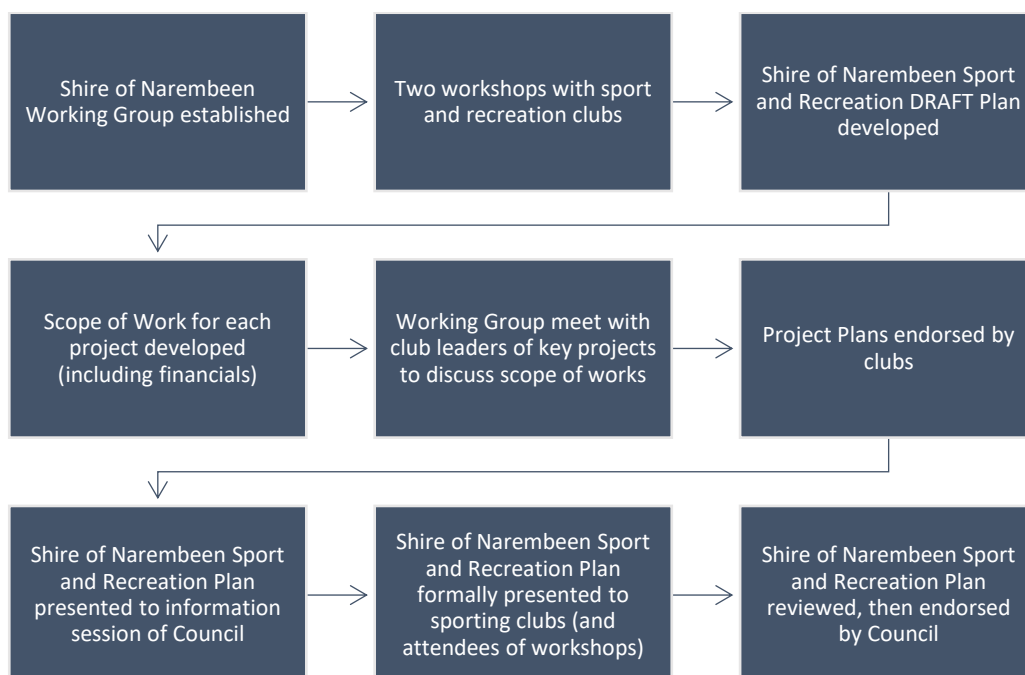 Shire of Narembeen
Working Group established
Two workshops with sport
and recreation clubs
Shire of Narembeen Sport
and Recreation DRAFT Plan
developed
Scope of Work for each
project developed
(including financials)
Working Group meet with
club leaders of key projects
to discuss scope of works
Project Plans endorsed by
clubs
Shire of Narembeen Sport
and Recreation Plan
presented to information
session of Council
Shire of Narembeen Sport
and Recreation Plan
formally presented to
sporting clubs (and
attendees of workshops)
Shire of Narembeen Sport
and Recreation Plan
reviewed, then endorsed
by Council